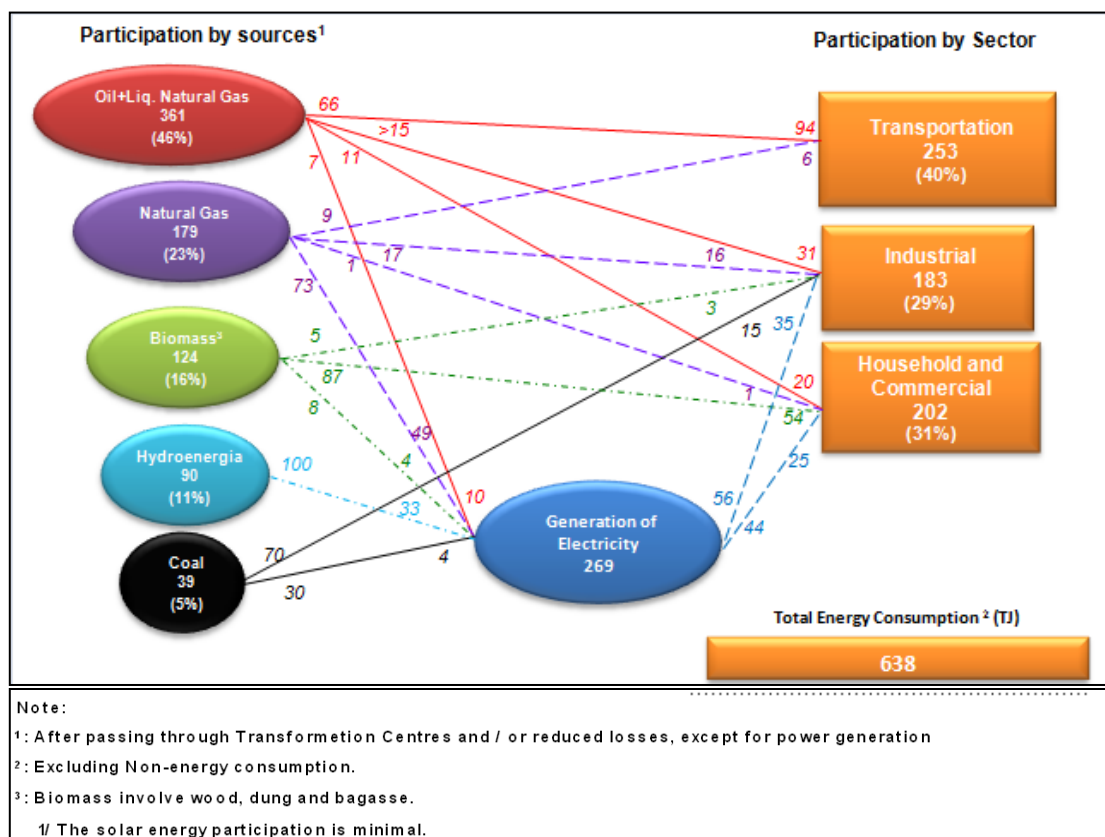 Participation by sources¹
Participation by Sector
Oil+Liq. Natural Gas
361
(46%)
66
>15
11
7
94
6
Transportation
253
(40%)
Natural Gas
179
(23%)
9
17
1
73
16
31
Industrial
183
(29%)
Biomass³
124
(16%)
5
87
8
3
15
35
Household and
Commercial
202
(31%)
20
1
54
25
Hydroenergia
90
(11%)
100
33
49
4
10
Coal
39
(5%)
70
30
4
Generation of
Electricity
269
56
44
Total Energy Consumption ² (TJ)
638
Note:
¹: After passing through Transformetion Centres and / or reduced losses, except for power generation
²: Excluding Non-energy consumption.
³: Biomass involve wood, dung and bagasse.
1/ The solar energy participation is minimal.